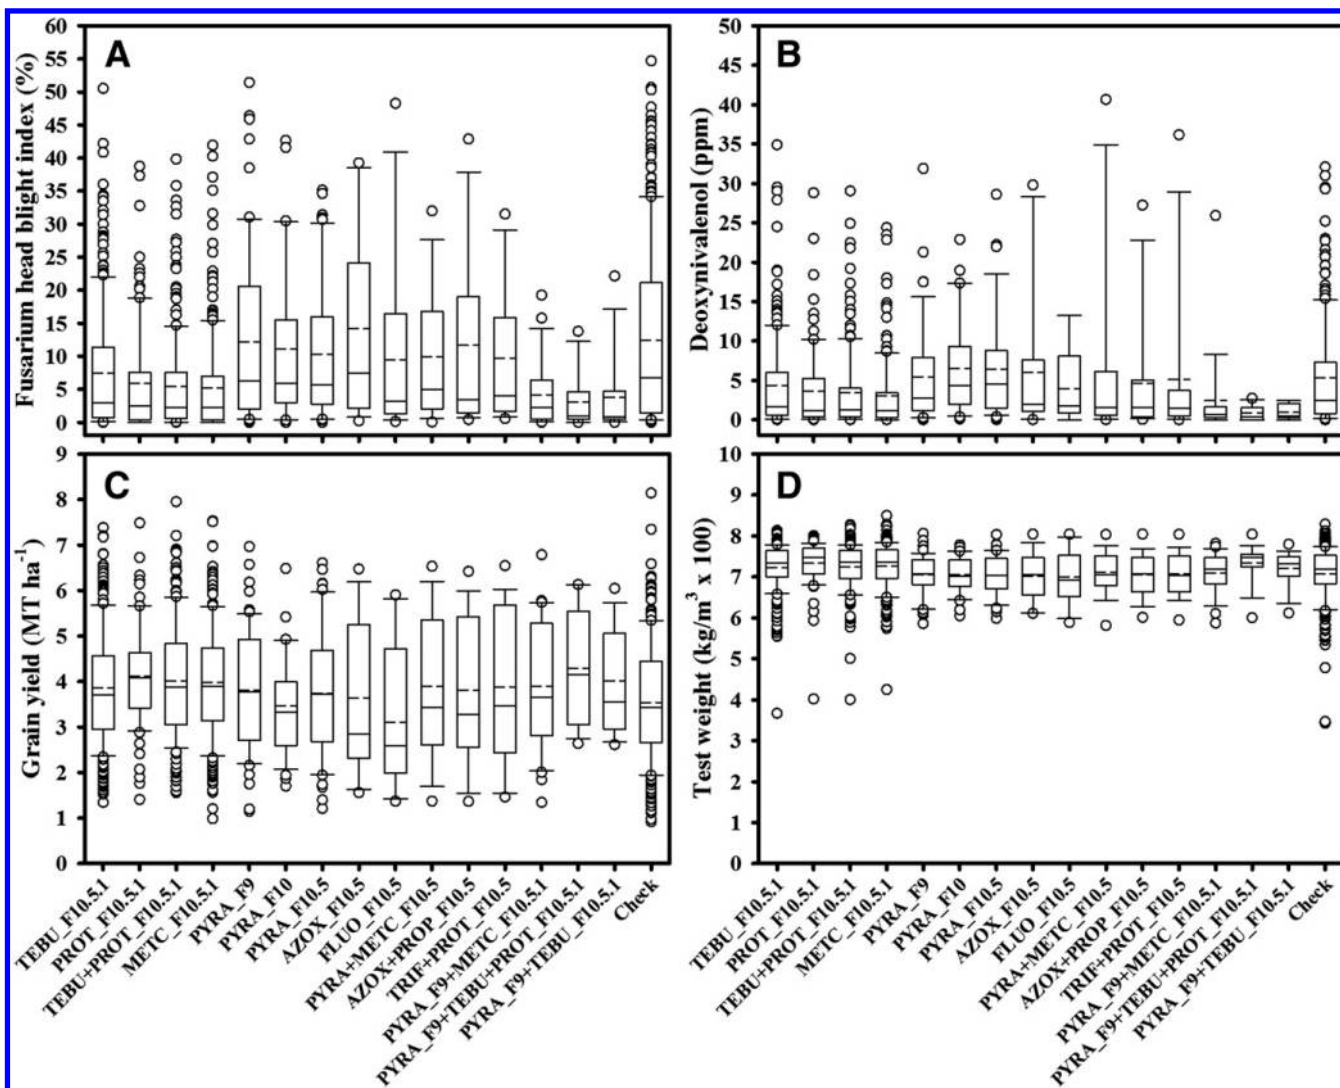 A
Fusarium head blight index (%)
60
55
50
45
40
35
30
25
20
15
10
5
0
B
Deoxynivalenol (ppm)
50
45
40
35
30
25
20
15
10
5
0
C
Grain yield (MT ha⁻¹)
9
8
7
6
5
4
3
2
1
0
TEBU_F10.5.1
PROT_F10.5.1
TEBU+PROT_F10.5.1
METC_F10.5.1
PYRA_F9
PYRA_F10
PYRA_F10.5
AZOX_F10.5
FLUO_F10.5
PYRA+METC_F10.5
AZOX+PROP_F10.5
TRIF+PROT_F10.5
PYRA_F9+METC_F10.5.1
PYRA_F9+TEBU+PROT_F10.5.1
PYRA_F9+TEBU_F10.5.1
Check
D
Test weight (kg/m³ x 100)
10
9
8
7
6
5
4
3
2
1
0
TEBU_F10.5.1
PROT_F10.5.1
TEBU+PROT_F10.5.1
METC_F10.5.1
PYRA_F9
PYRA_F10
PYRA_F10.5
AZOX_F10.5
FLUO_F10.5
PYRA+METC_F10.5
AZOX+PROP_F10.5
TRIF+PROT_F10.5
PYRA_F9+METC_F10.5.1
PYRA_F9+TEBU+PROT_F10.5.1
PYRA_F9+TEBU_F10.5.1
Check